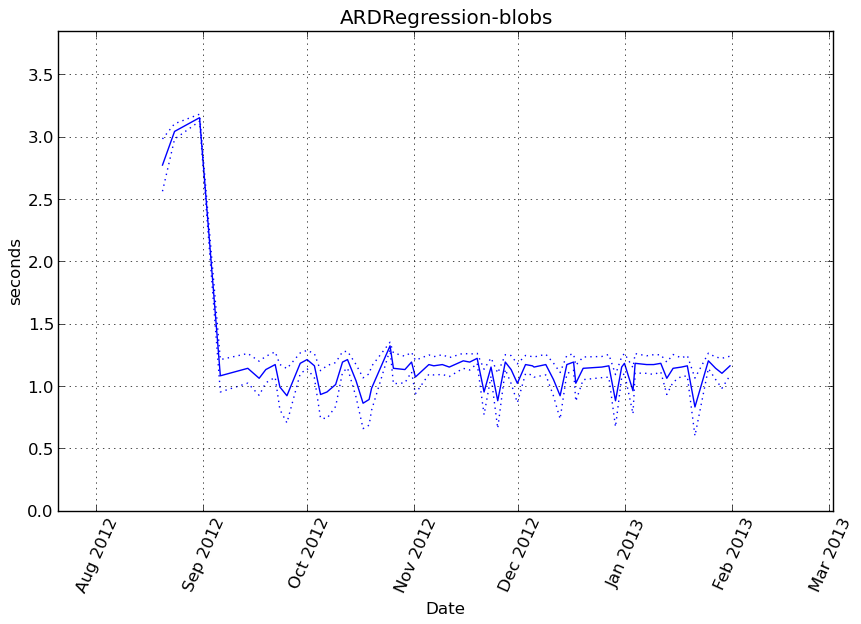 ARDRegression-blobs
3.5
3.0
2.5
2.0
1.5
1.0
0.5
0.0
seconds
Aug 2012
Sep 2012
Oct 2012
Nov 2012
Dec 2012
Jan 2013
Feb 2013
Mar 2013
Date